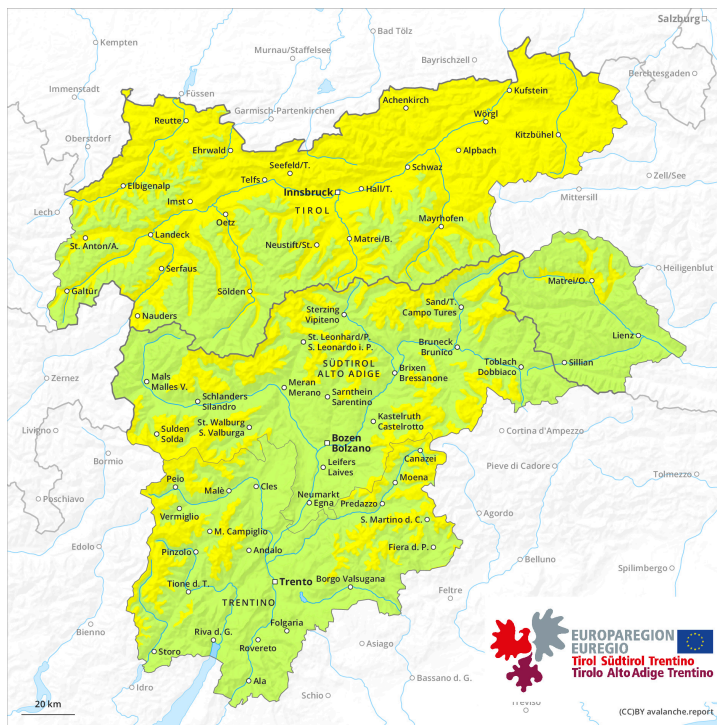 Salzburg
Kempten
Bad Tölz
Murnau/Staffelsee
Bayrischzell
Berchtesgaden
Immenstadt
Füssen
Kufstein
Garmisch-Partenkirchen
Achenkirch
Reutte
Wörgl
Oberstdorf
Kitzbühel
Ehrwald
Alpbach
Seefeld/T.
Schwaz
Zell/See
Telfs
Elbigenalp
Innsbruck
Hall/T.
Mittersill
Imst
TIROL
Lech
Oetz
Mayrhofen
Landeck
Matrei/B.
St. Anton/A.
Neustift/St.
Serfaus
Heiligenblut
Matrei/O.
Galtür
Sölden
Sand/T.
Campo Tures
Nauders
Sterzing
Vipiteno
Lienz
St. Leonhard/P.
S. Leonardo i. P.
Bruneck
Brunico
Toblach
Dobbiaco
Sillian
SÜDTIROL
ALTO ADIGE
Brixen
Bressanone
Zernez
Mals
Malles V.
Meran
Merano
Sarnthein
Sarentino
Schlanders
Silandro
Kastelruth
Castelrotto
St. Walburg
S. Valburga
Livigno
Sulden
Solda
Cortina d'Ampezzo
Bozen
Bolzano
Bormio
Canazei
Pieve di Cadore
Leifers
Laives
Tolmezzo
Peio
Moena
Malè
Cles
Poschiavo
Neumarkt
Egna
Predazzo
Vermiglio
Agordo
S. Martino d. C.
M. Campiglio
Edolo
Pinzolo
Andalo
Fiera d. P.
Belluno
Spilimbergo
Tione d. T.
Trento
Borgo Valsugana
Feltre
TRENTINO
Folgaria
Bienno
Riva d. G.
Rovereto
Asiago
Storo
Ala
Bassano d. G.
Idro
Schio
Treviso
EUROPAREGION
EUREGIO
Tirol Südtirol Trentino
Tirolo Alto Adige Trentino
20 km
(CC)BY avalanche.report